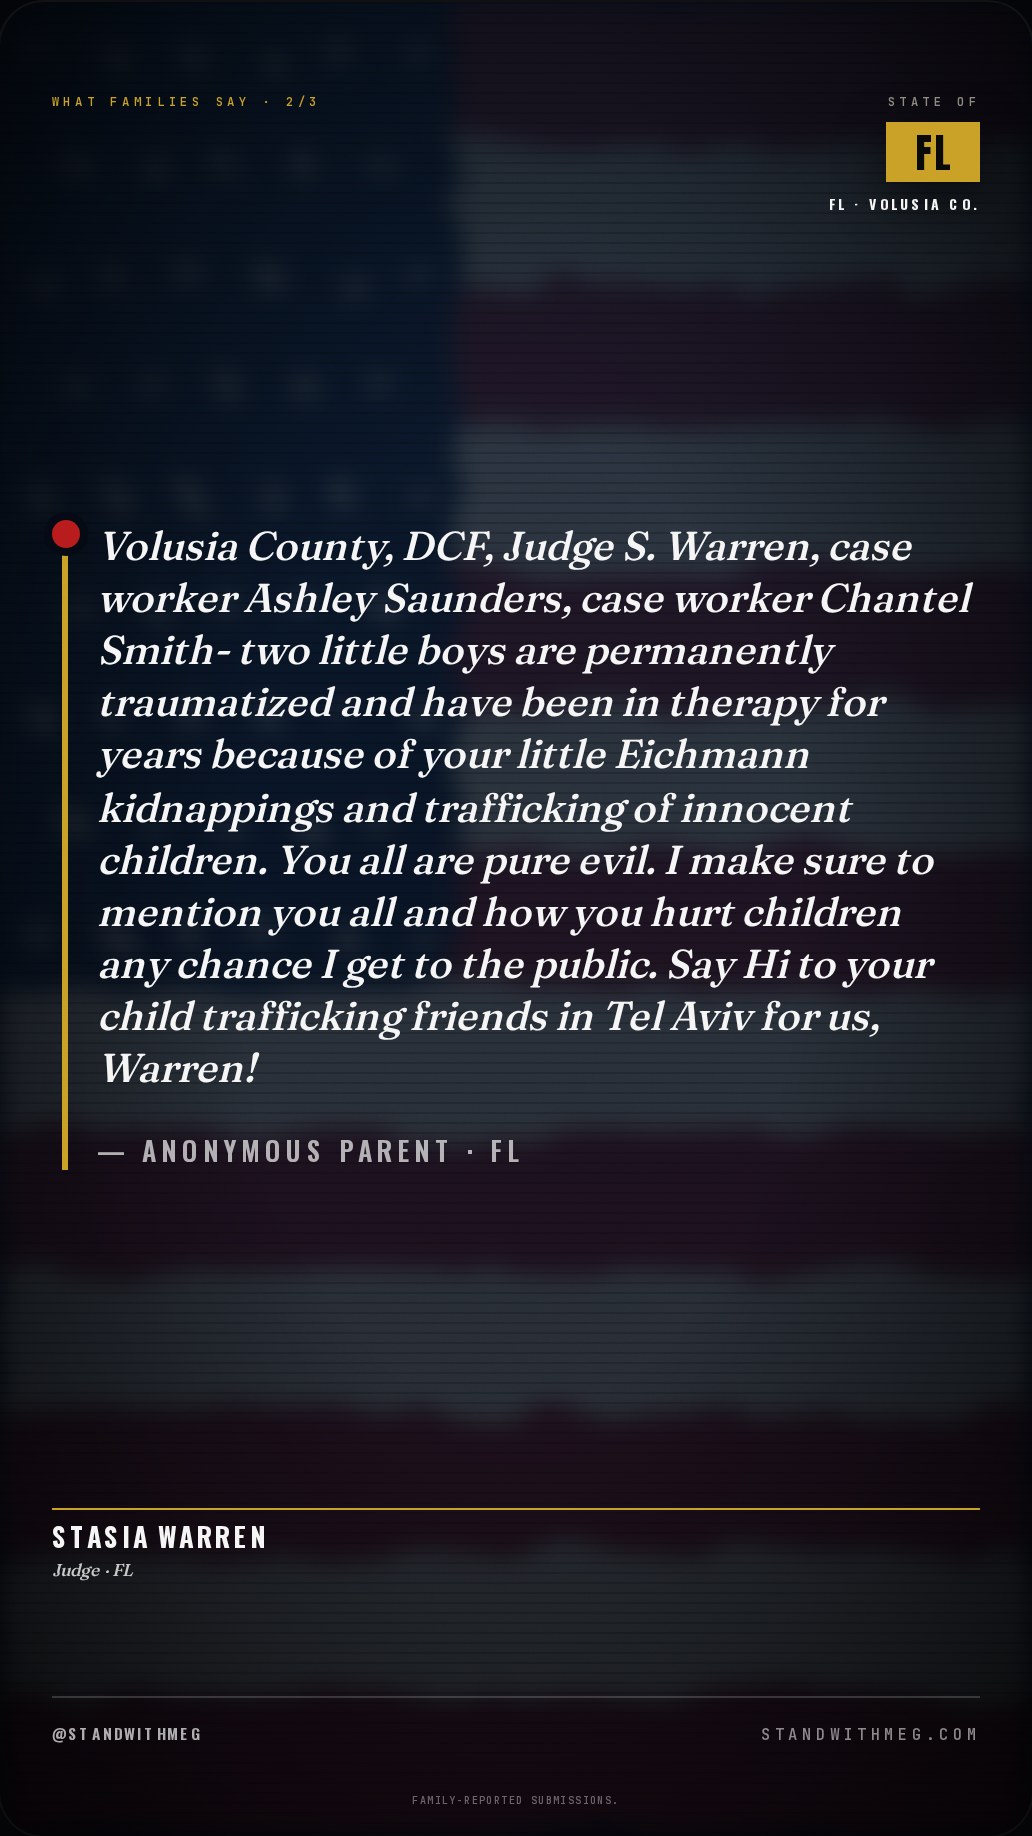 WHAT FAMILIES SAY · 2/3
STATE OF
FL
FL · VOLUSIA CO.
Volusia County, DCF, Judge S. Warren, case
worker Ashley Saunders, case worker Chantel
Smith- two little boys are permanently
traumatized and have been in therapy for
years because of your little Eichmann
kidnappings and trafficking of innocent
children. You all are pure evil. I make sure to
mention you all and how you hurt children
any chance I get to the public. Say Hi to your
child trafficking friends in Tel Aviv for us,
Warren!
— ANONYMOUS PARENT · FL
STASIA WARREN
Judge · FL
@STANDWITHMEG
STANDWITHMEG.COM
FAMILY-REPORTED SUBMISSIONS.